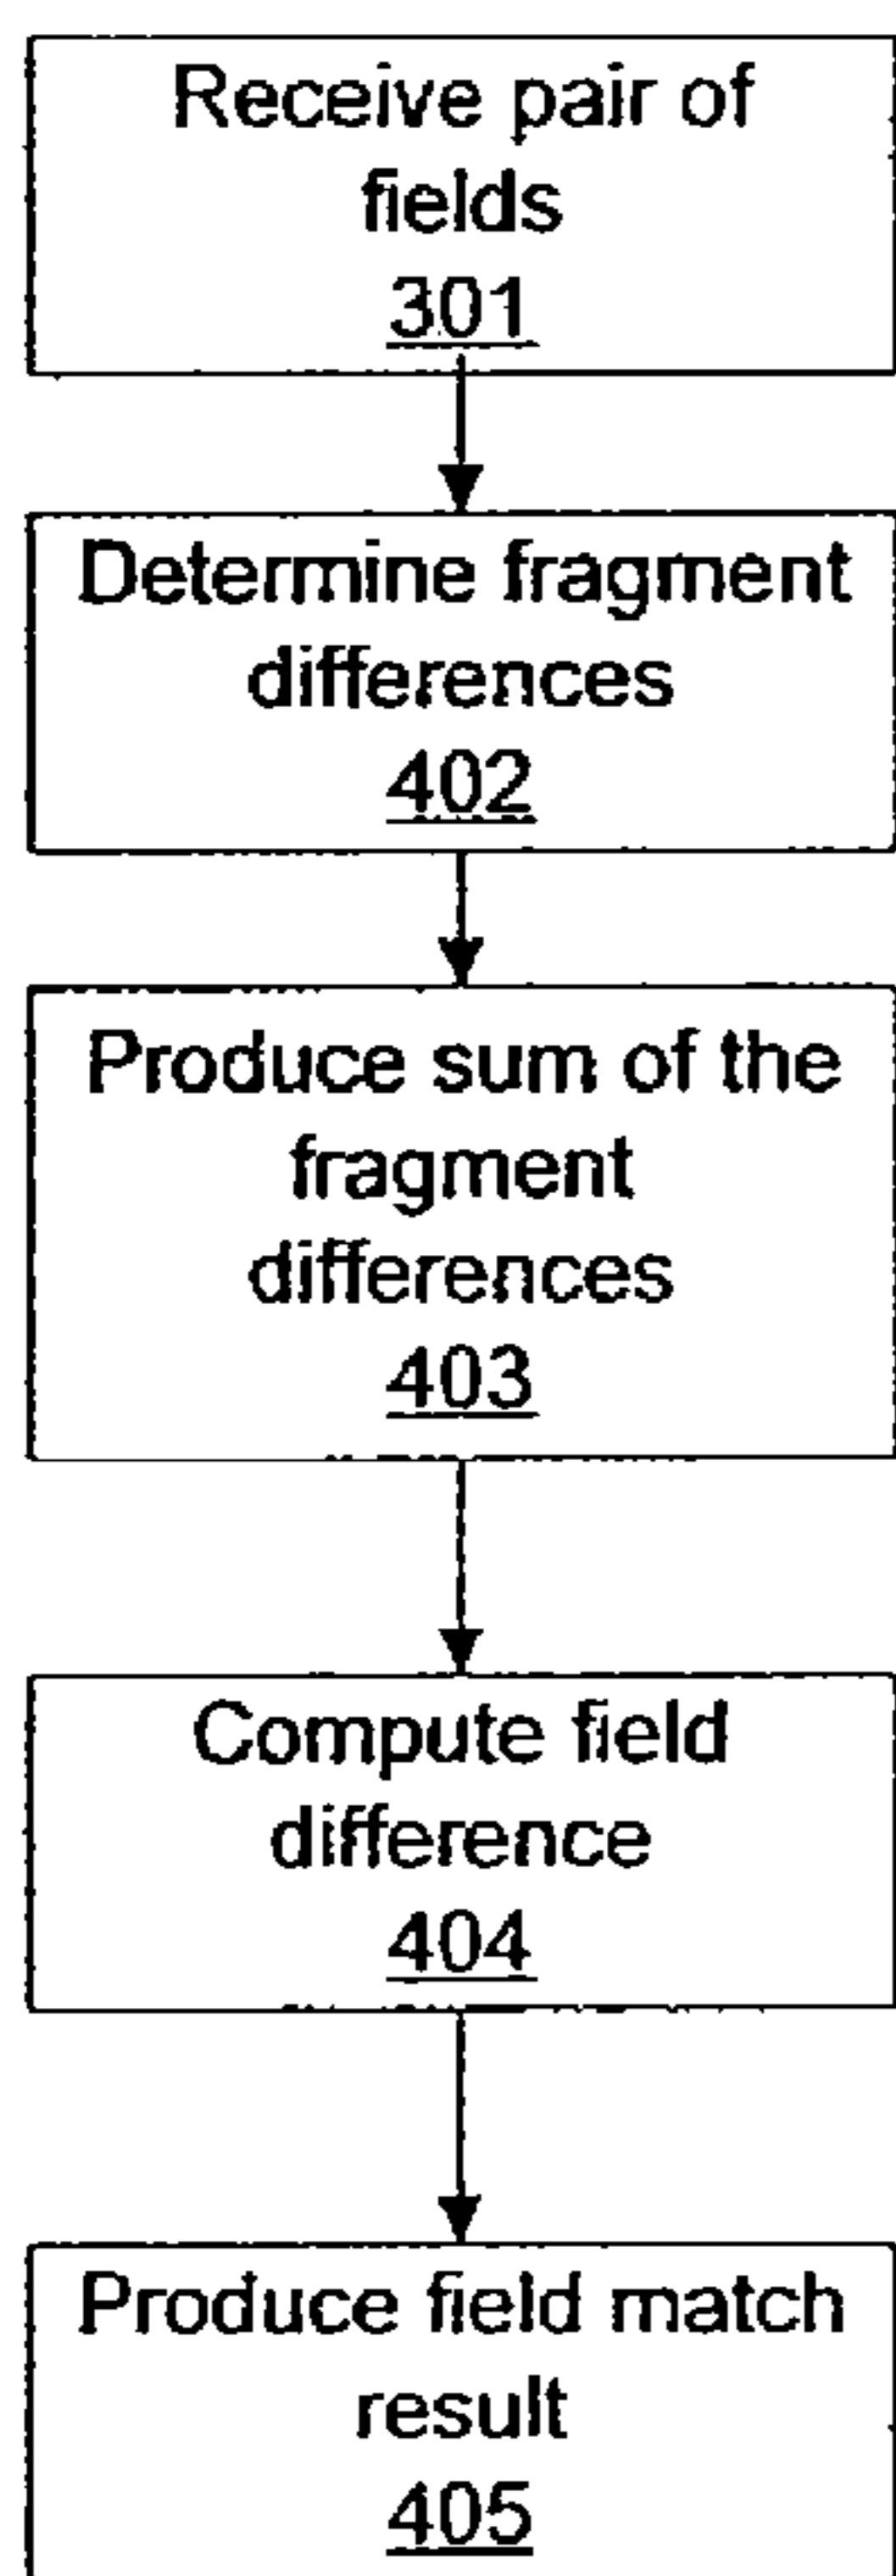 Receive pair of
fields
301
Determine fragment
differences
402
Produce sum of the
fragment
differences
403
Compute field
difference
404
Produce field match
result
405